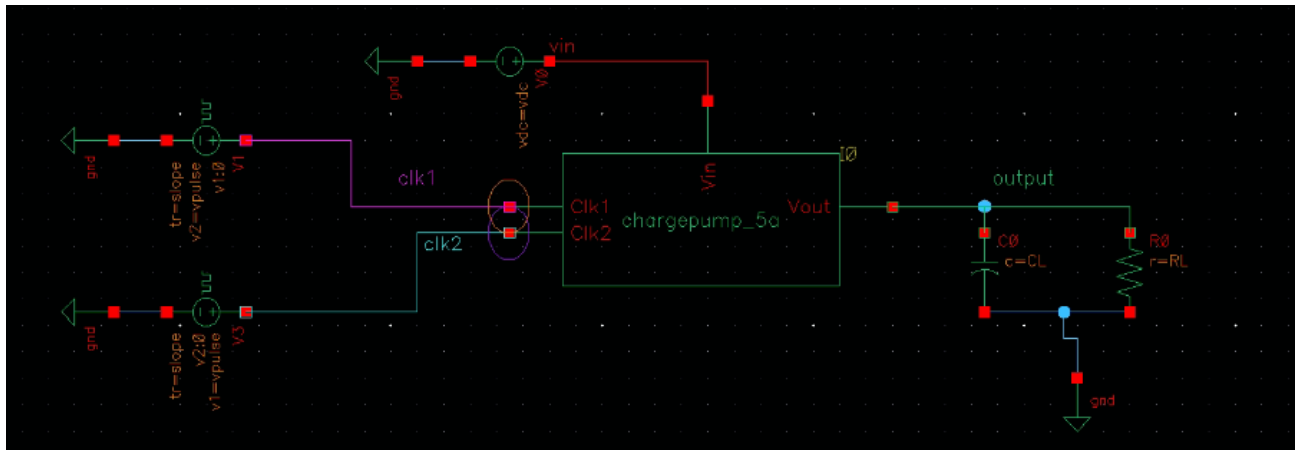 vin
gnd
V0
vdc=vdc
gnd
tr=slope
v2=vpulse
v1:0
V1
clk1
Vin
I0
output
Clk1
Clk2
chargepump_5a
Vout
clk2
C0
c=CL
R0
r=RL
gnd
tr=slope
v2:0
v1=vpulse
V3
gnd